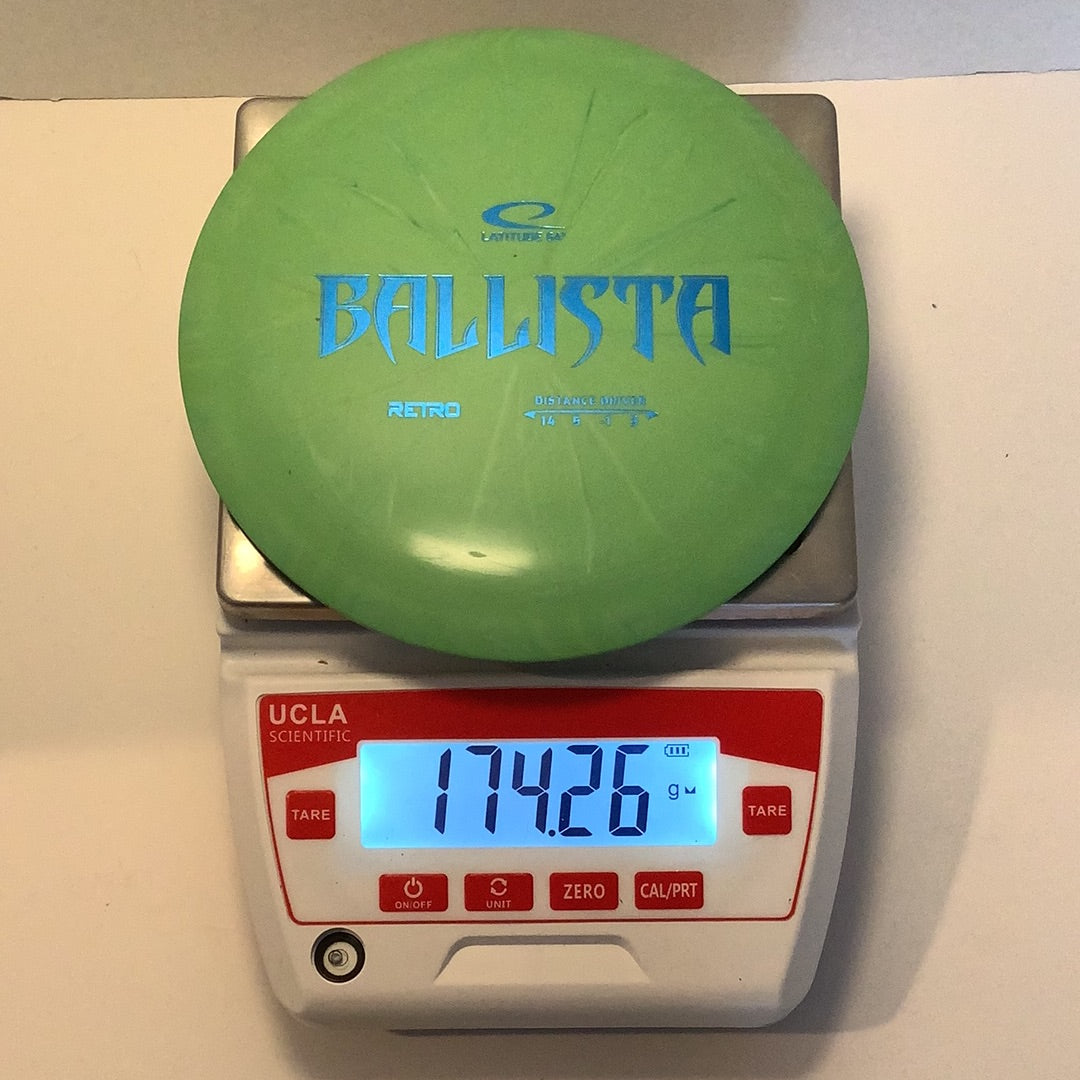 LATITUDE 64°
BALLISTA
RETRO
DISTANCE DRIVER
14 5 -1 3
UCLA
SCIENTIFIC
174.26
g
TARE
TARE
ON/OFF
UNIT
ZERO
CAL/PRT